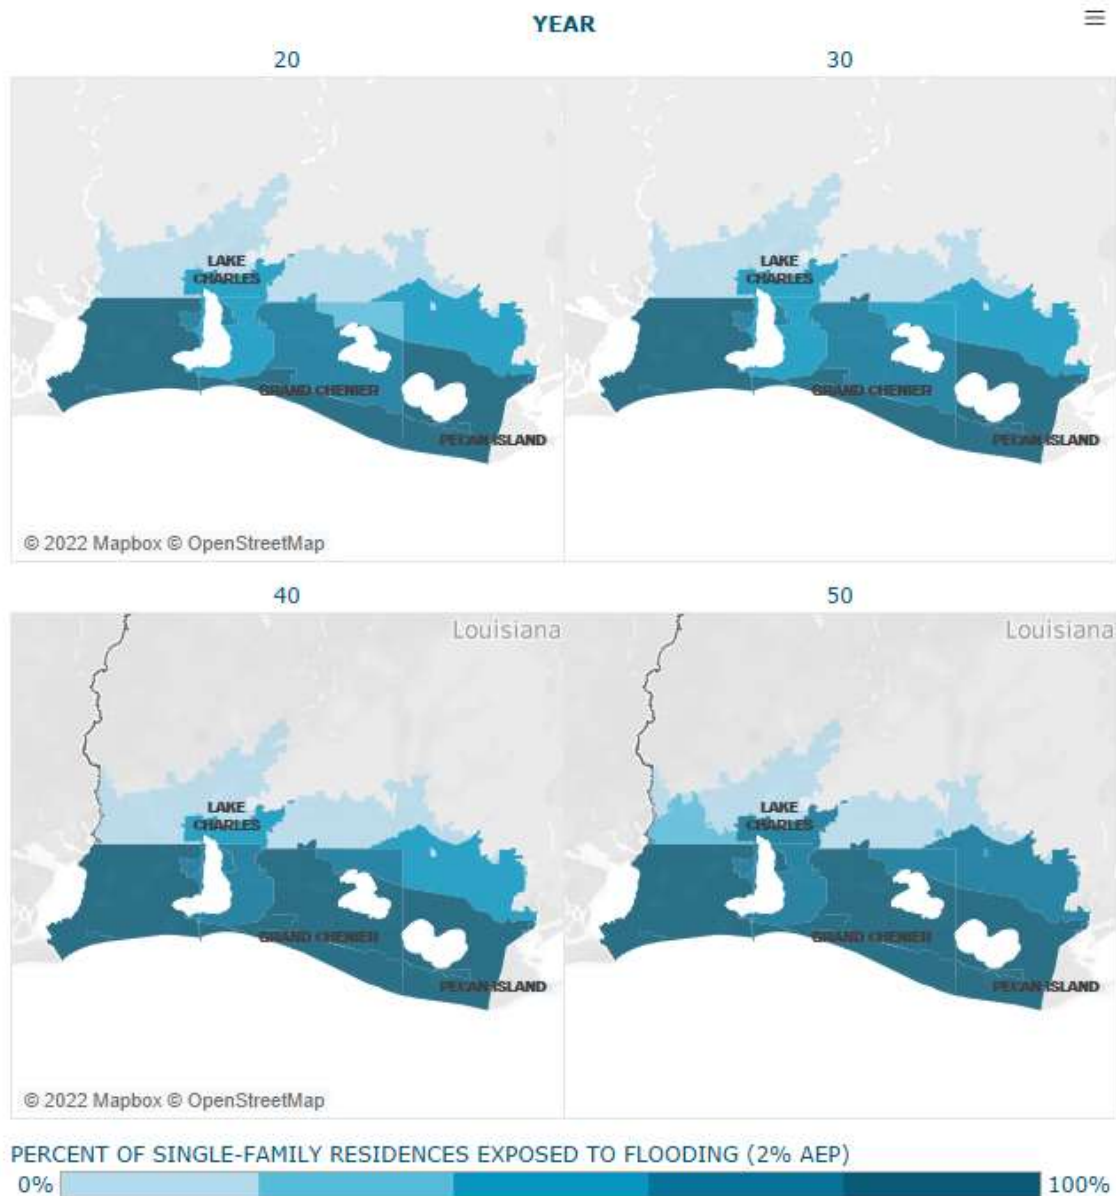 YEAR
20
30
LAKE
CHARLES
GRAND CHENIER
PECAN ISLAND
LAKE
CHARLES
GRAND CHENIER
PECAN ISLAND
© 2022 Mapbox © OpenStreetMap
40
50
Louisiana
Louisiana
LAKE
CHARLES
GRAND CHENIER
PECAN ISLAND
LAKE
CHARLES
GRAND CHENIER
PECAN ISLAND
© 2022 Mapbox © OpenStreetMap
PERCENT OF SINGLE-FAMILY RESIDENCES EXPOSED TO FLOODING (2% AEP)
0%
100%